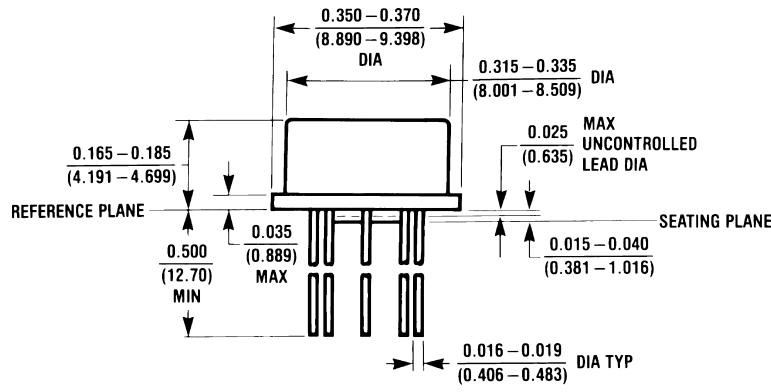 0.350 – 0.370
(8.890 – 9.398)
DIA
0.315 – 0.335
(8.001 – 8.509)
DIA
0.025
(0.635)
MAX
UNCONTROLLED
LEAD DIA
0.165 – 0.185
(4.191 – 4.699)
REFERENCE PLANE
SEATING PLANE
0.035
(0.889)
MAX
0.015 – 0.040
(0.381 – 1.016)
0.500
(12.70)
MIN
0.016 – 0.019
(0.406 – 0.483)
DIA TYP